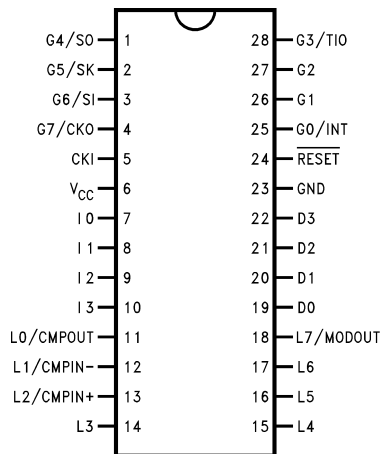 G4/SO 1 28 G3/TIO
G5/SK 2 27 G2
G6/SI 3 26 G1
G7/CKO 4 25 G0/INT
CKI 5 24 RESET
VCC 6 23 GND
I0 7 22 D3
I1 8 21 D2
I2 9 20 D1
I3 10 19 D0
L0/CMPOUT 11 18 L7/MODOUT
L1/CMPIN- 12 17 L6
L2/CMPIN+ 13 16 L5
L3 14 15 L4